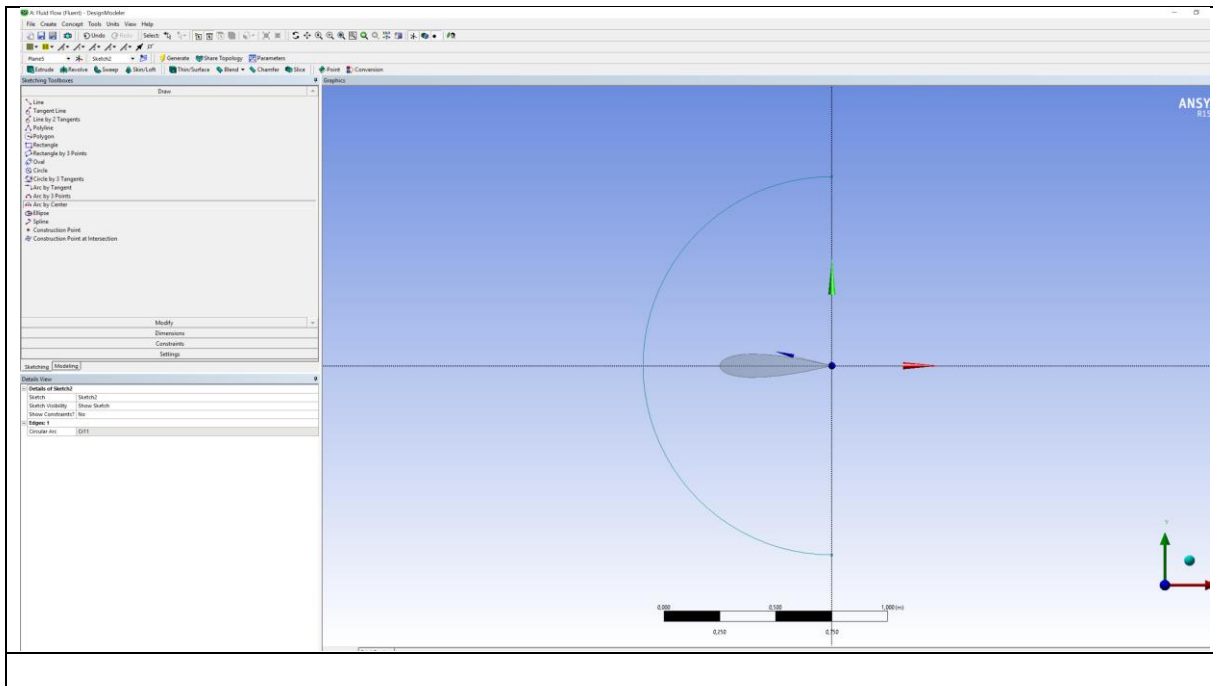 A: Fluid Flow (Fluent) - DesignModeler
File Create Concept Tools Units View Help
Undo Redo Select:
Plane5 Sketch2 Generate Share Topology Parameters
Extrude Revolve Sweep Skin/Loft Thin/Surface Blend Chamfer Slice Point Conversion
Sketching Toolboxes
Draw
Line
Tangent Line
Line by 2 Tangents
Polyline
Polygon
Rectangle
Rectangle by 3 Points
Oval
Circle
Circle by 3 Tangents
Arc by Tangent
Arc by 3 Points
Arc by Center
Ellipse
Spline
Construction Point
Construction Point at Intersection
Modify
Dimensions
Constraints
Settings
Sketching Modeling
Details View
Details of Sketch2
Sketch Sketch2
Sketch Visibility Show Sketch
Show Constraints? No
Edges: 1
Circular Arc Cr11
Graphics
ANSY
R15
Y
0,000 0,500 1,000 (m)
0,250 0,750